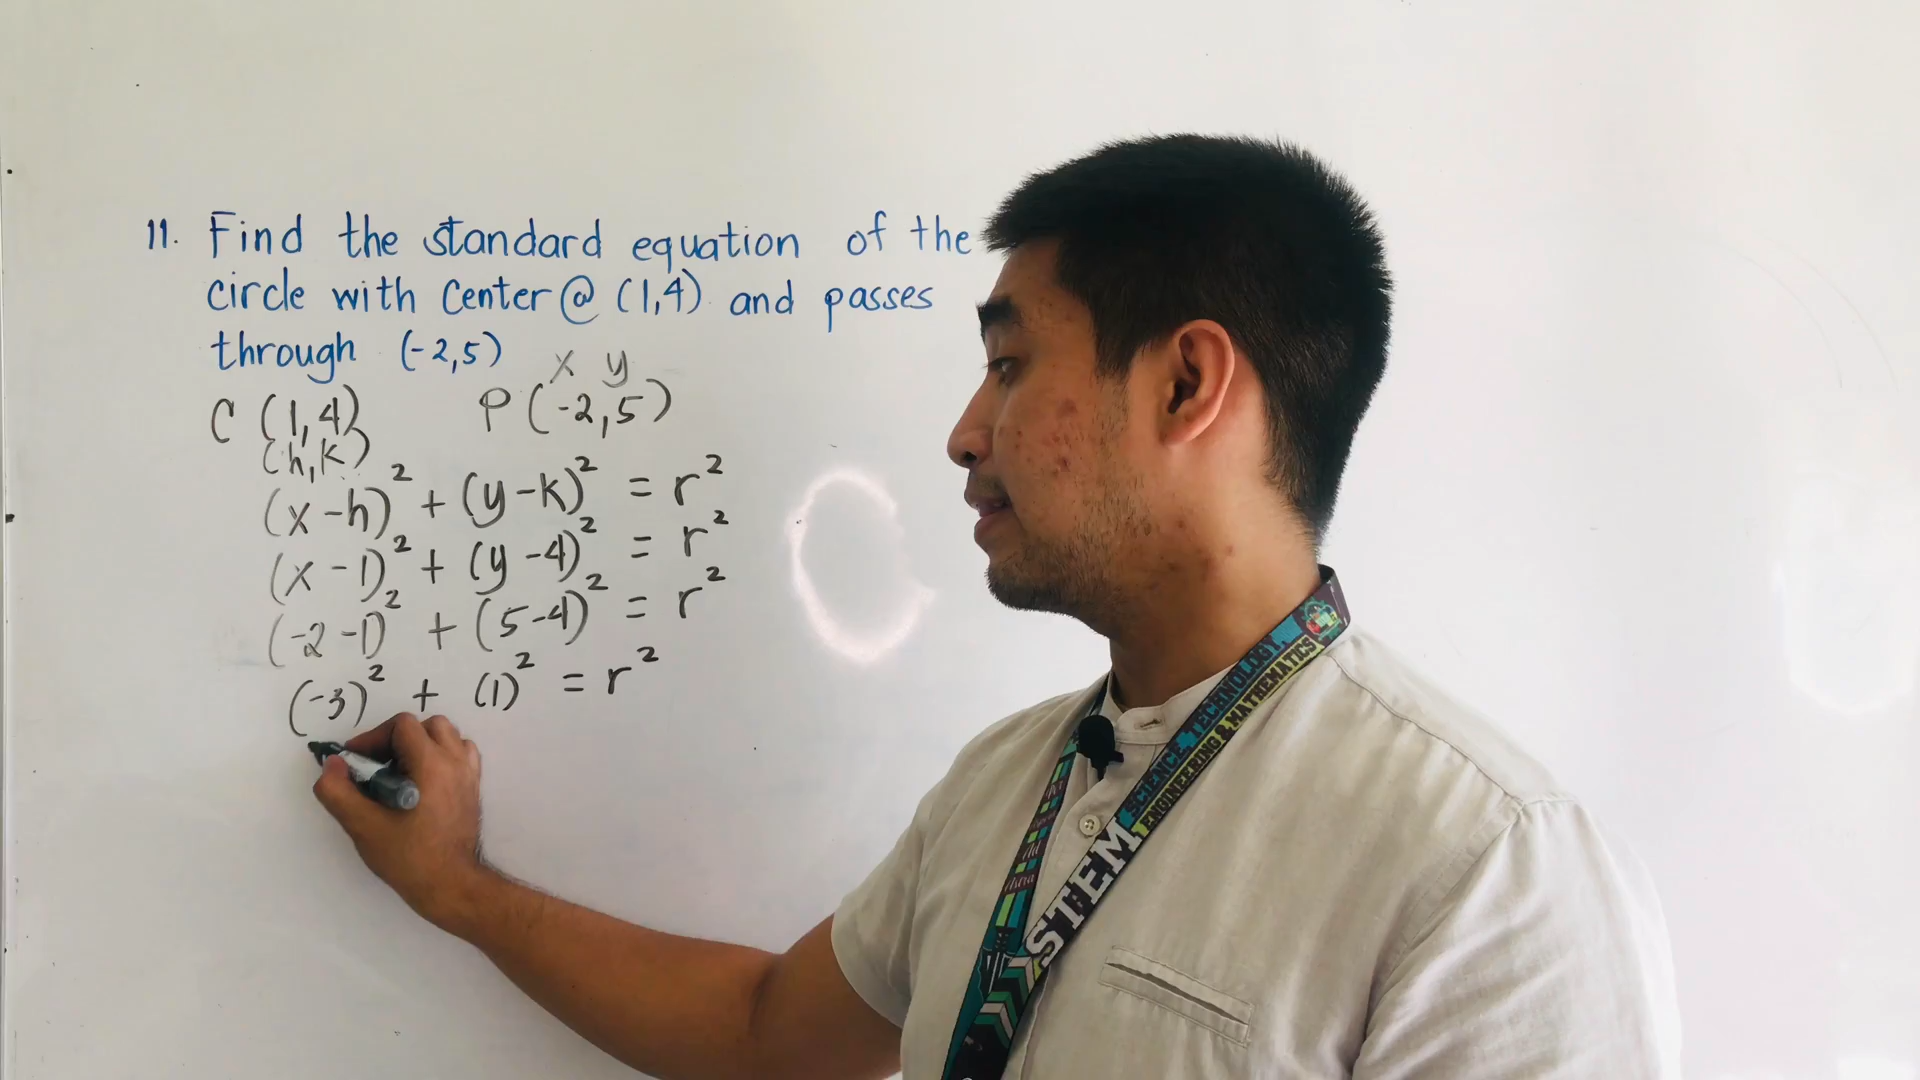 11. Find the standard equation of the
circle with Center @ (1,4) and passes
through (-2,5)
x y
C (1,4) P (-2,5)
(h,k)
(x-h)² + (y-k)² = r²
(x-1)² + (y-4)² = r²
(-2-1)² + (5-4)² = r²
(-3)² + (1)² = r²
SCIENCE, TECHNOLOGY,
ENGINEERING & MATHEMATICS
STEM